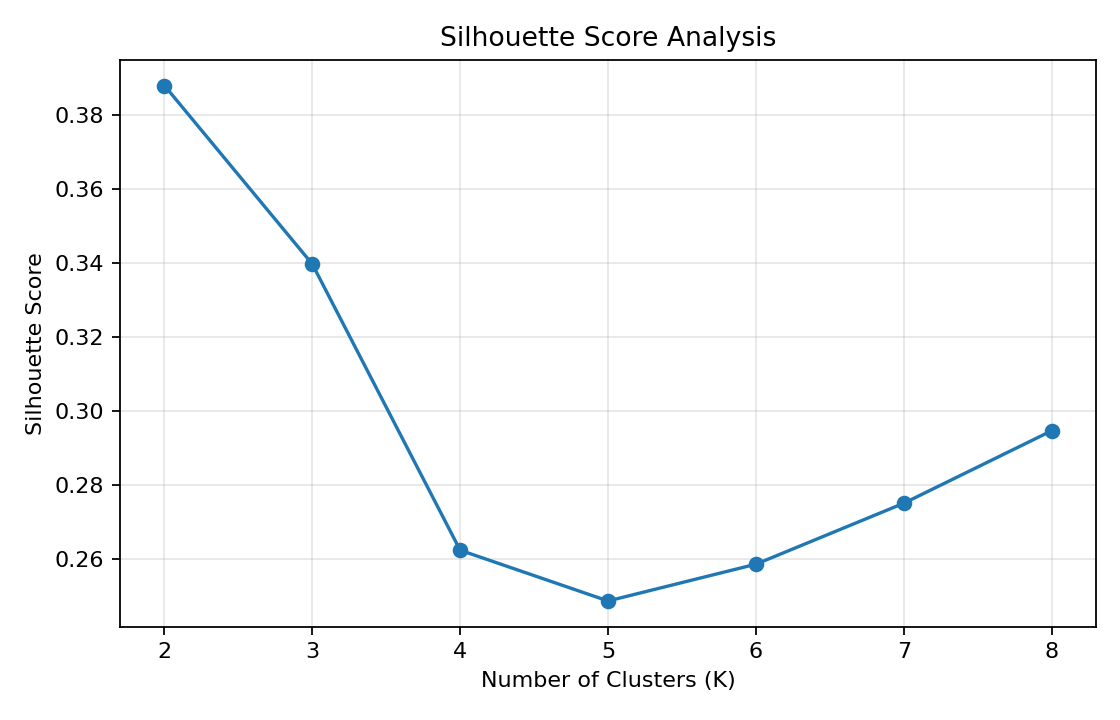 Silhouette Score Analysis
Silhouette Score
0.38
0.36
0.34
0.32
0.30
0.28
0.26
2 3 4 5 6 7 8
Number of Clusters (K)